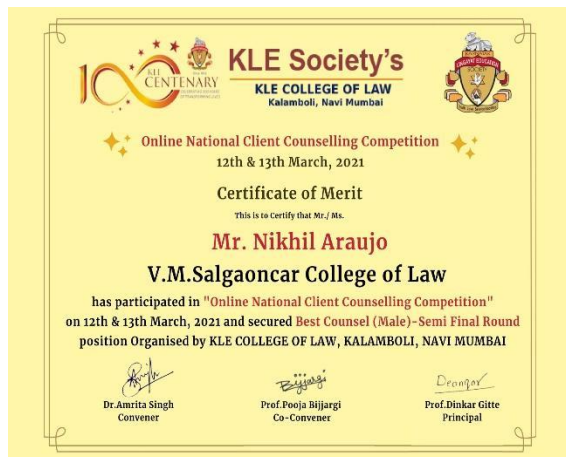 KLE
CENTENARY
KLE Society's
KLE COLLEGE OF LAW
Kalamboli, Navi Mumbai
Online National Client Counselling Competition
12th & 13th March, 2021
Certificate of Merit
This is to Certify that Mr./ Ms.
Mr. Nikhil Araujo
V.M.Salgaoncar College of Law
has participated in "Online National Client Counselling Competition"
on 12th & 13th March, 2021 and secured Best Counsel (Male)-Semi Final Round
position Organised by KLE COLLEGE OF LAW, KALAMBOLI, NAVI MUMBAI
Bijjargi
Dr.Amrita Singh
Prof.Pooja Bijjargi
Prof.Dinkar Gitte
Convener
Co-Convener
Principal